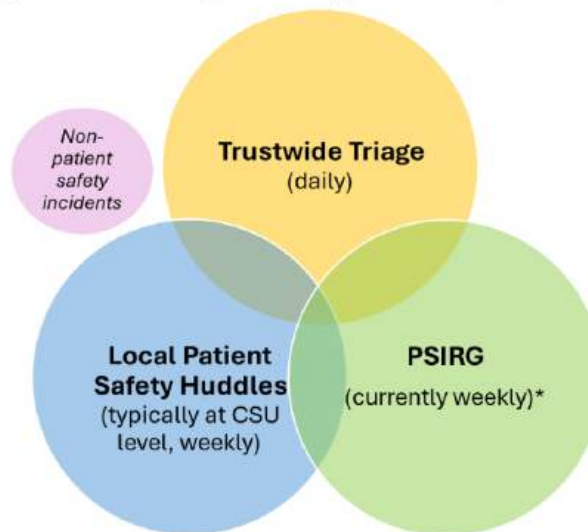 Non-
patient
safety
incidents
Trustwide Triage
(daily)
Local Patient
Safety Huddles
(typically at CSU
level, weekly)
PSIRG
(currently weekly)*